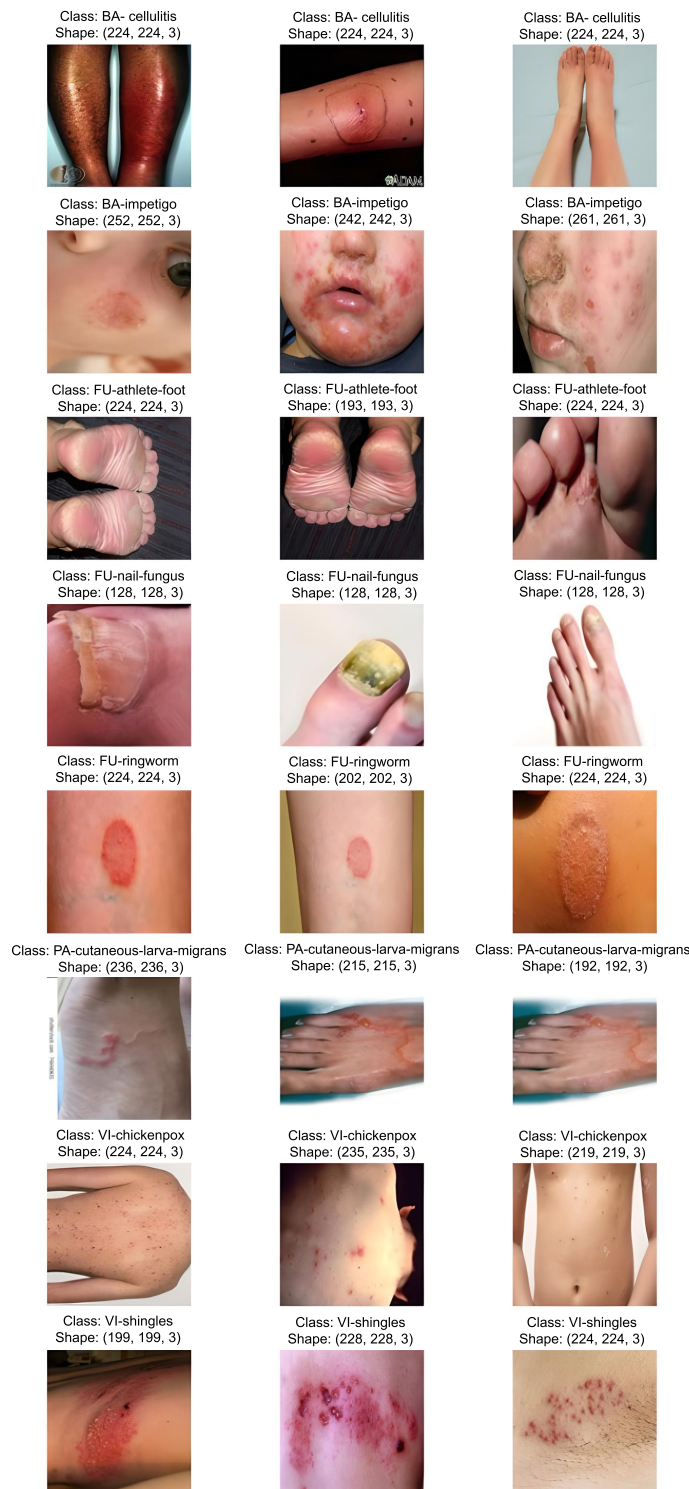 Class: BA- cellulitis
Shape: (224, 224, 3)
Class: BA- cellulitis
Shape: (224, 224, 3)
Class: BA- cellulitis
Shape: (224, 224, 3)
ADAM
Class: BA-impetigo
Shape: (252, 252, 3)
Class: BA-impetigo
Shape: (242, 242, 3)
Class: BA-impetigo
Shape: (261, 261, 3)
Class: FU-athlete-foot
Shape: (224, 224, 3)
Class: FU-athlete-foot
Shape: (193, 193, 3)
Class: FU-athlete-foot
Shape: (224, 224, 3)
Class: FU-nail-fungus
Shape: (128, 128, 3)
Class: FU-nail-fungus
Shape: (128, 128, 3)
Class: FU-nail-fungus
Shape: (128, 128, 3)
Class: FU-ringworm
Shape: (224, 224, 3)
Class: FU-ringworm
Shape: (202, 202, 3)
Class: FU-ringworm
Shape: (224, 224, 3)
Class: PA-cutaneous-larva-migrans
Shape: (236, 236, 3)
Class: PA-cutaneous-larva-migrans
Shape: (215, 215, 3)
Class: PA-cutaneous-larva-migrans
Shape: (192, 192, 3)
Class: VI-chickenpox
Shape: (224, 224, 3)
Class: VI-chickenpox
Shape: (235, 235, 3)
Class: VI-chickenpox
Shape: (219, 219, 3)
Class: VI-shingles
Shape: (199, 199, 3)
Class: VI-shingles
Shape: (228, 228, 3)
Class: VI-shingles
Shape: (224, 224, 3)